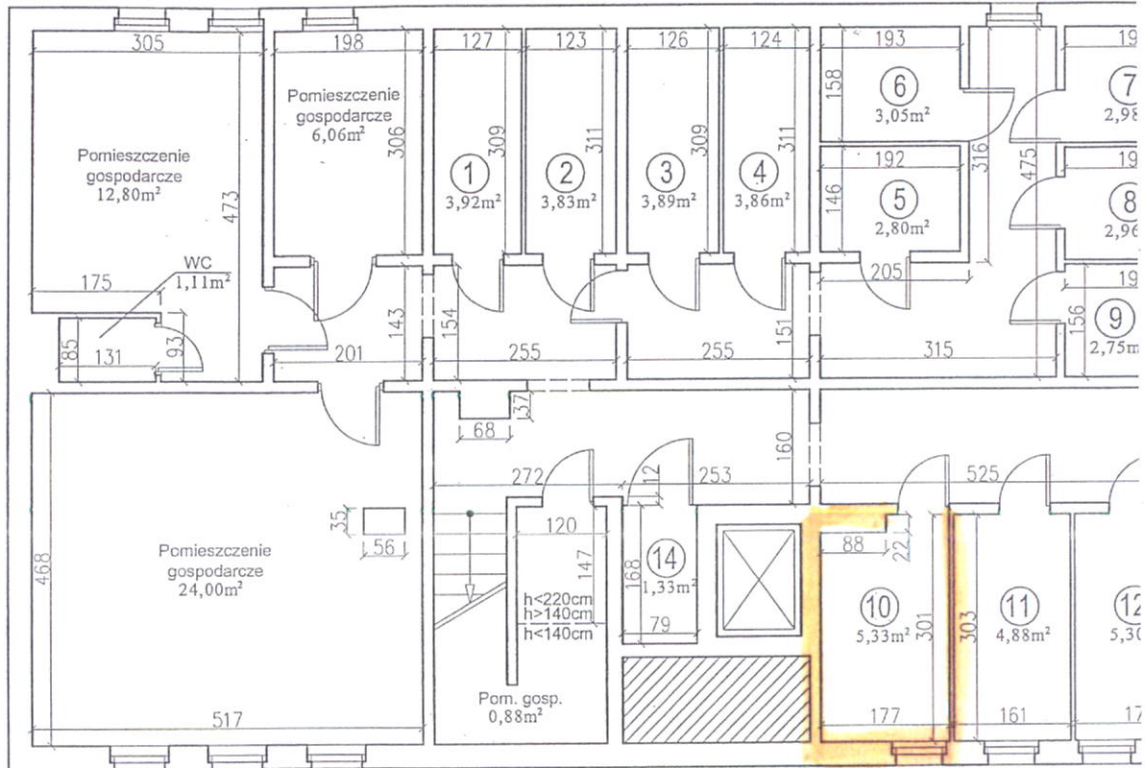 305
198
127
123
126
124
193
19
158
6
3,05m²
7
2,98
Pomieszczenie
gospodarcze
6,06m²
306
309
311
309
311
316
475
Pomieszczenie
gospodarcze
12,80m²
473
1
3,92m²
2
3,83m²
3
3,89m²
4
3,86m²
192
146
5
2,80m²
19
8
2,96
WC
1,11m²
175
205
19
85
131
93
143
201
154
255
151
255
315
156
9
2,75m
37
68
160
272
12
253
525
35
56
120
147
168
14
1,33m²
79
88
22
468
Pomieszczenie
gospodarcze
24,00m²
h<220cm
h>140cm
h<140cm
10
5,33m²
301
303
11
4,88m²
12
5,30
Pom. gosp.
0,88m²
517
177
161
17